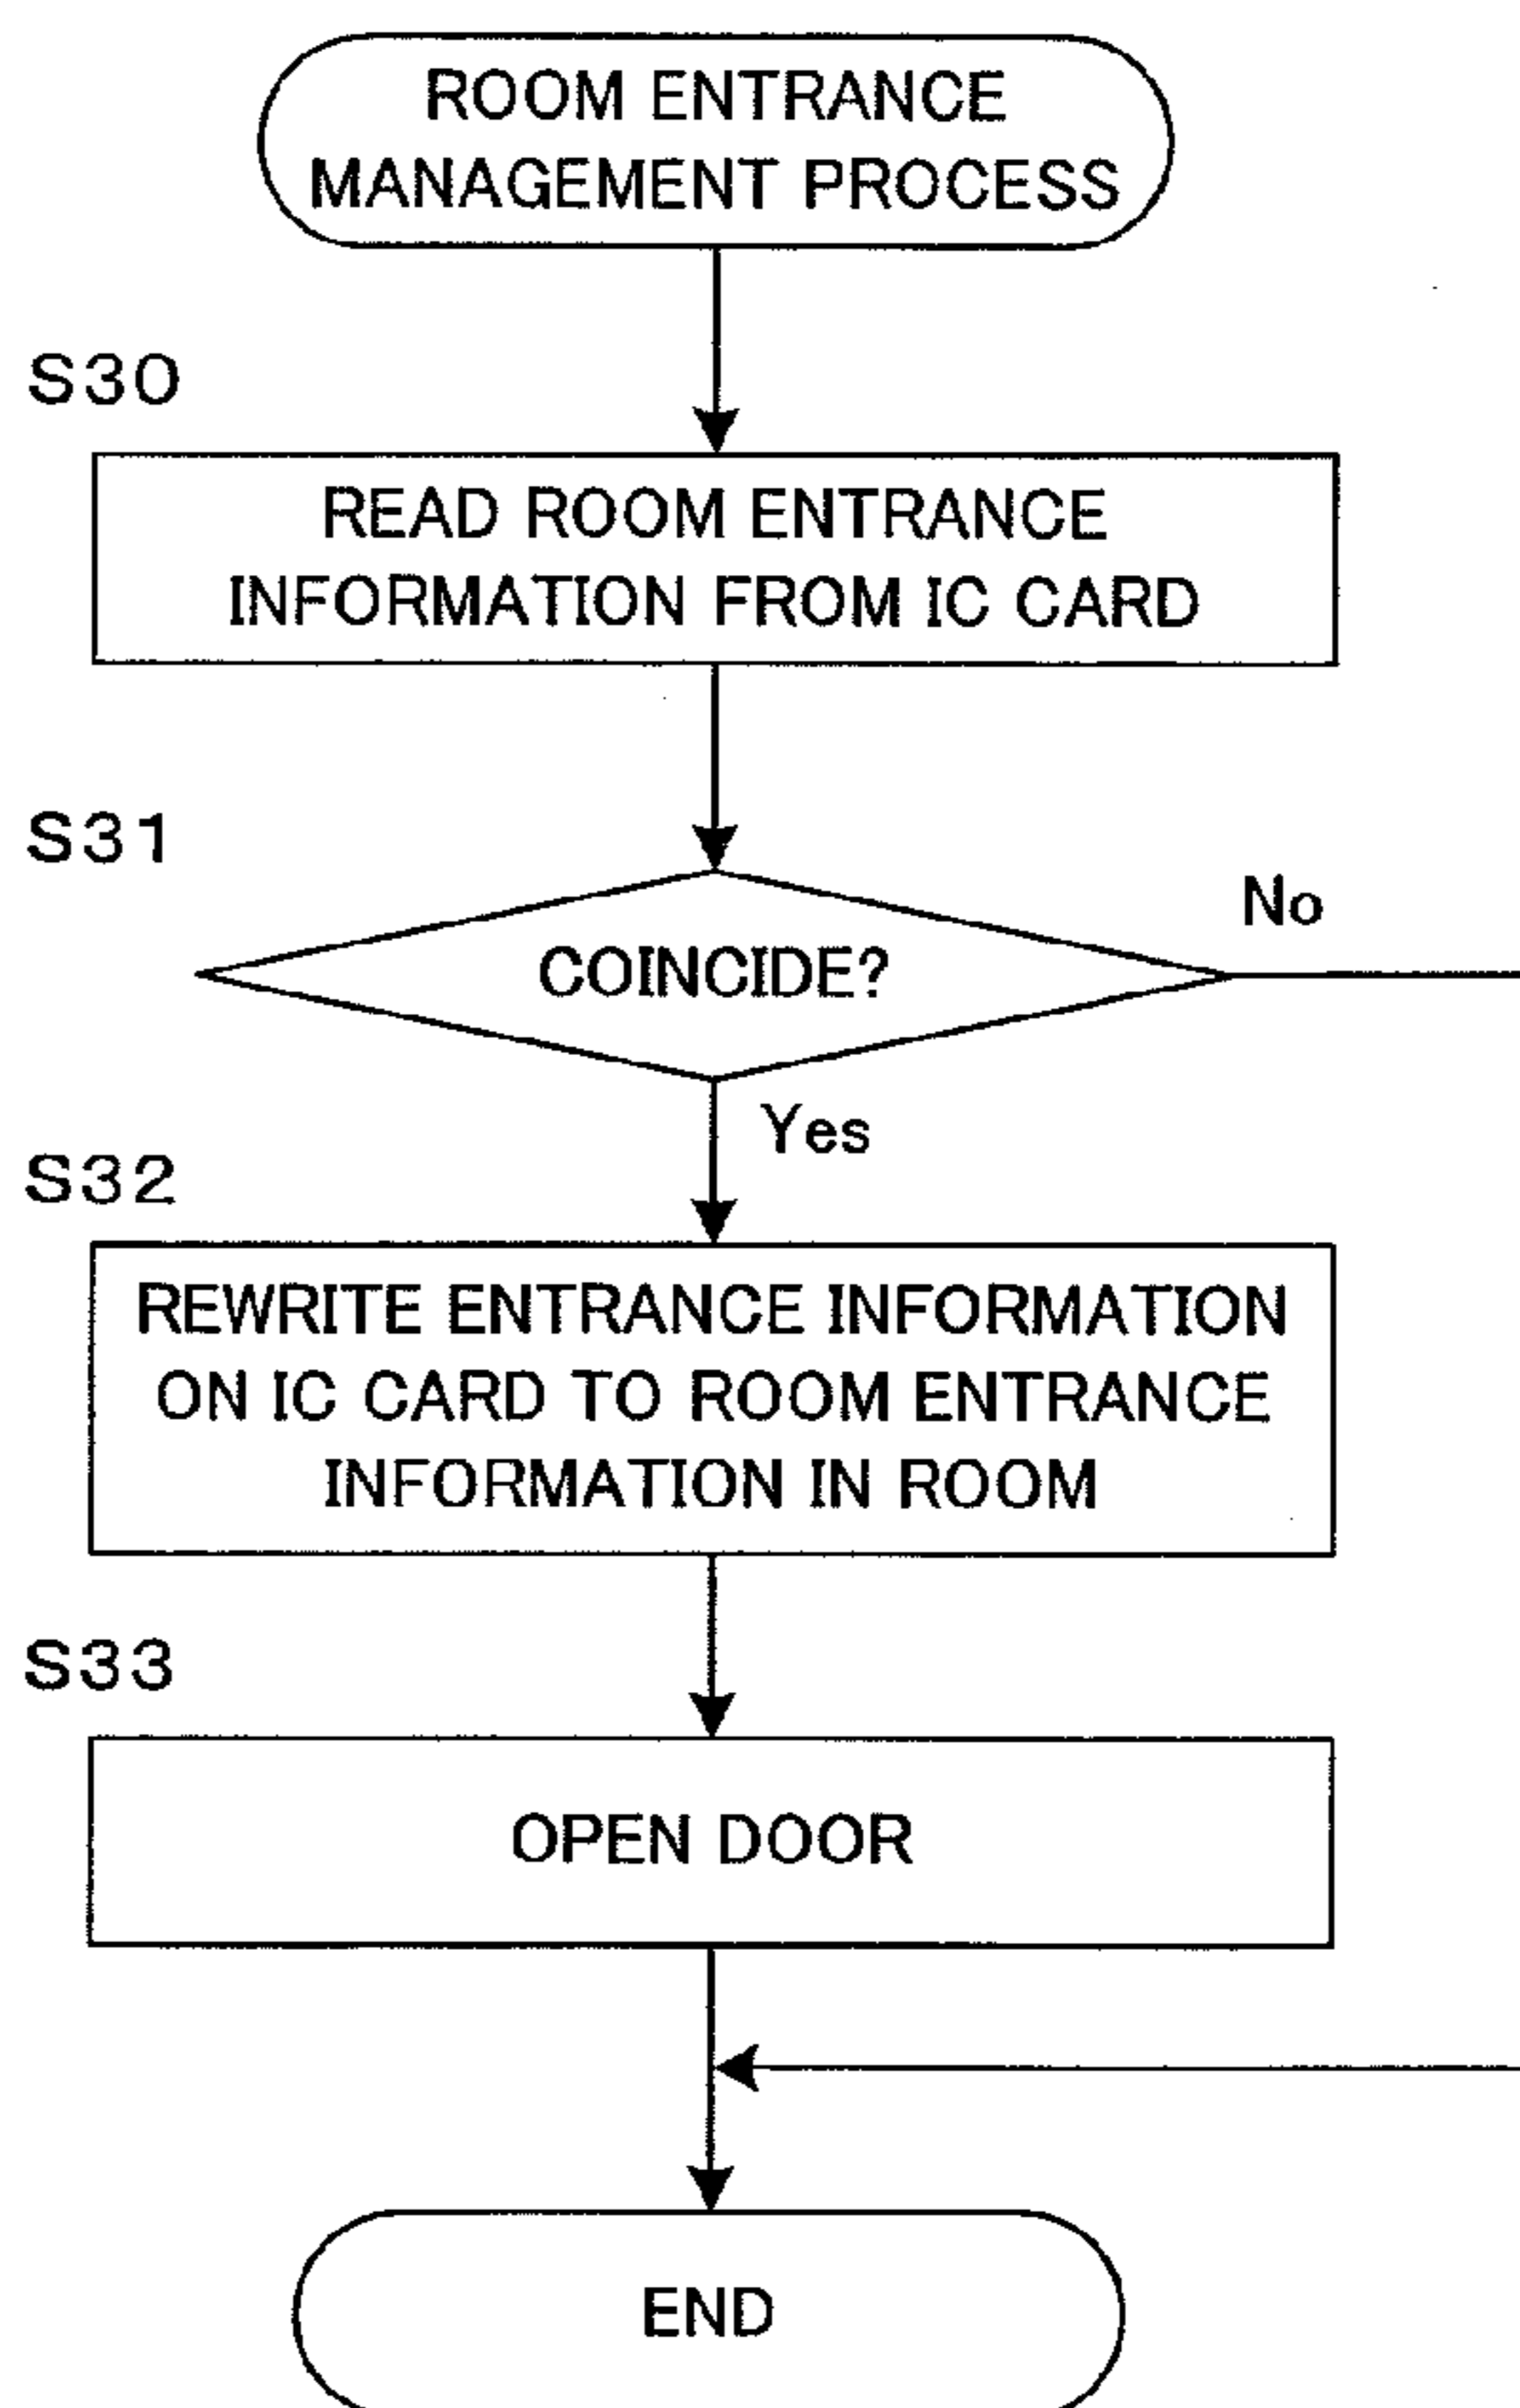 ROOM ENTRANCE
MANAGEMENT PROCESS
S30
READ ROOM ENTRANCE
INFORMATION FROM IC CARD
S31
No
COINCIDE?
Yes
S32
REWRITE ENTRANCE INFORMATION
ON IC CARD TO ROOM ENTRANCE
INFORMATION IN ROOM
S33
OPEN DOOR
END